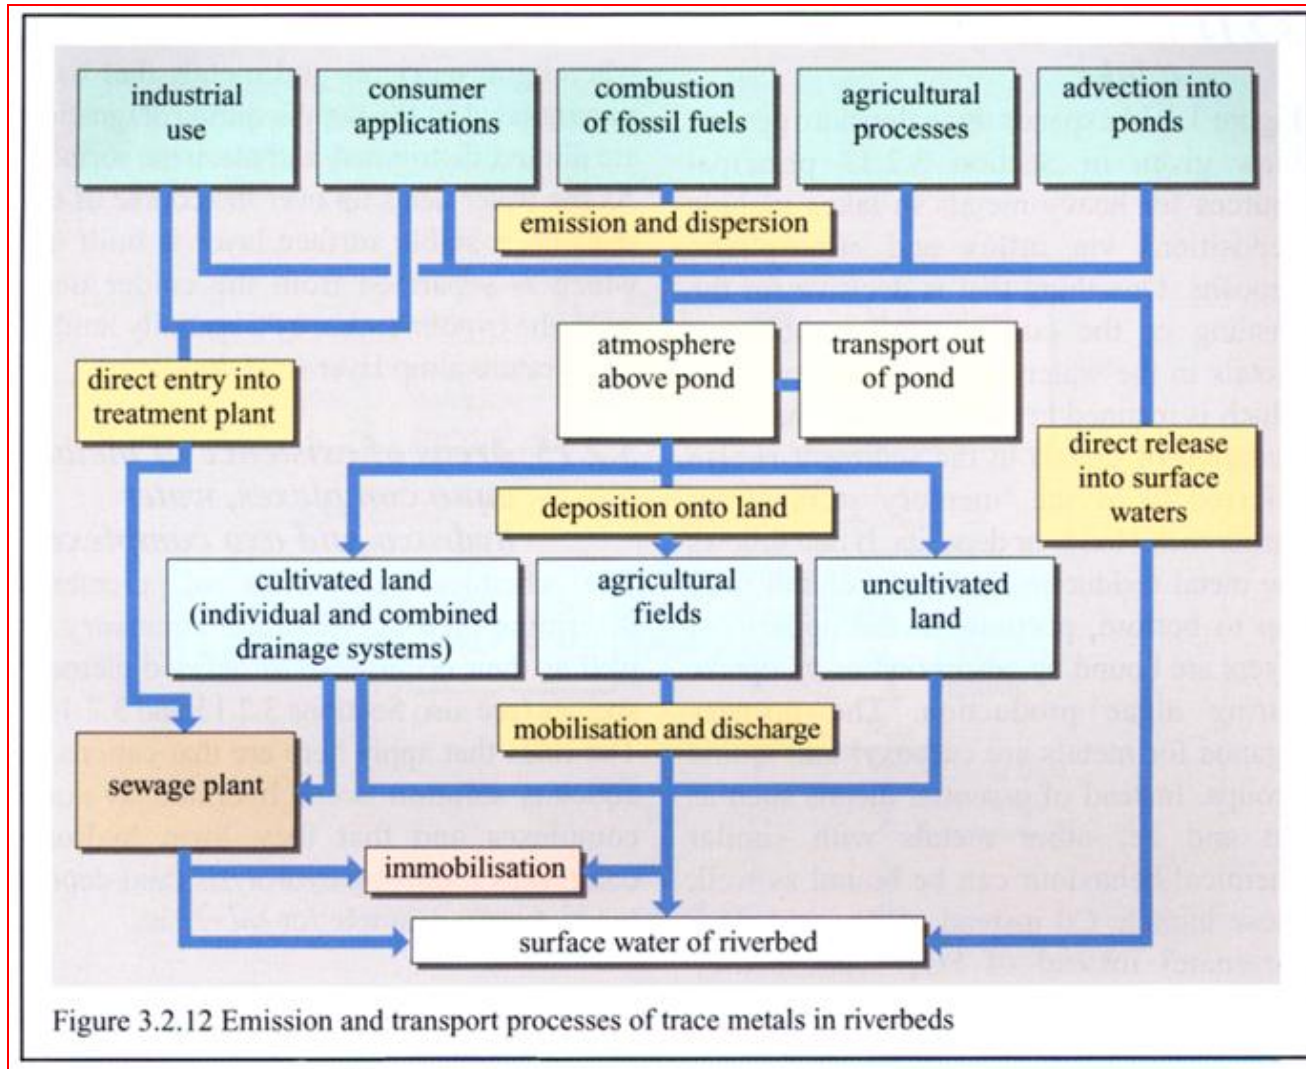 industrial
use
consumer
applications
combustion
of fossil fuels
agricultural
processes
advection into
ponds
emission and dispersion
direct entry into
treatment plant
atmosphere
above pond
transport out
of pond
direct release
into surface
waters
deposition onto land
cultivated land
(individual and combined
drainage systems)
agricultural
fields
uncultivated
land
mobilisation and discharge
sewage plant
immobilisation
surface water of riverbed
Figure 3.2.12 Emission and transport processes of trace metals in riverbeds